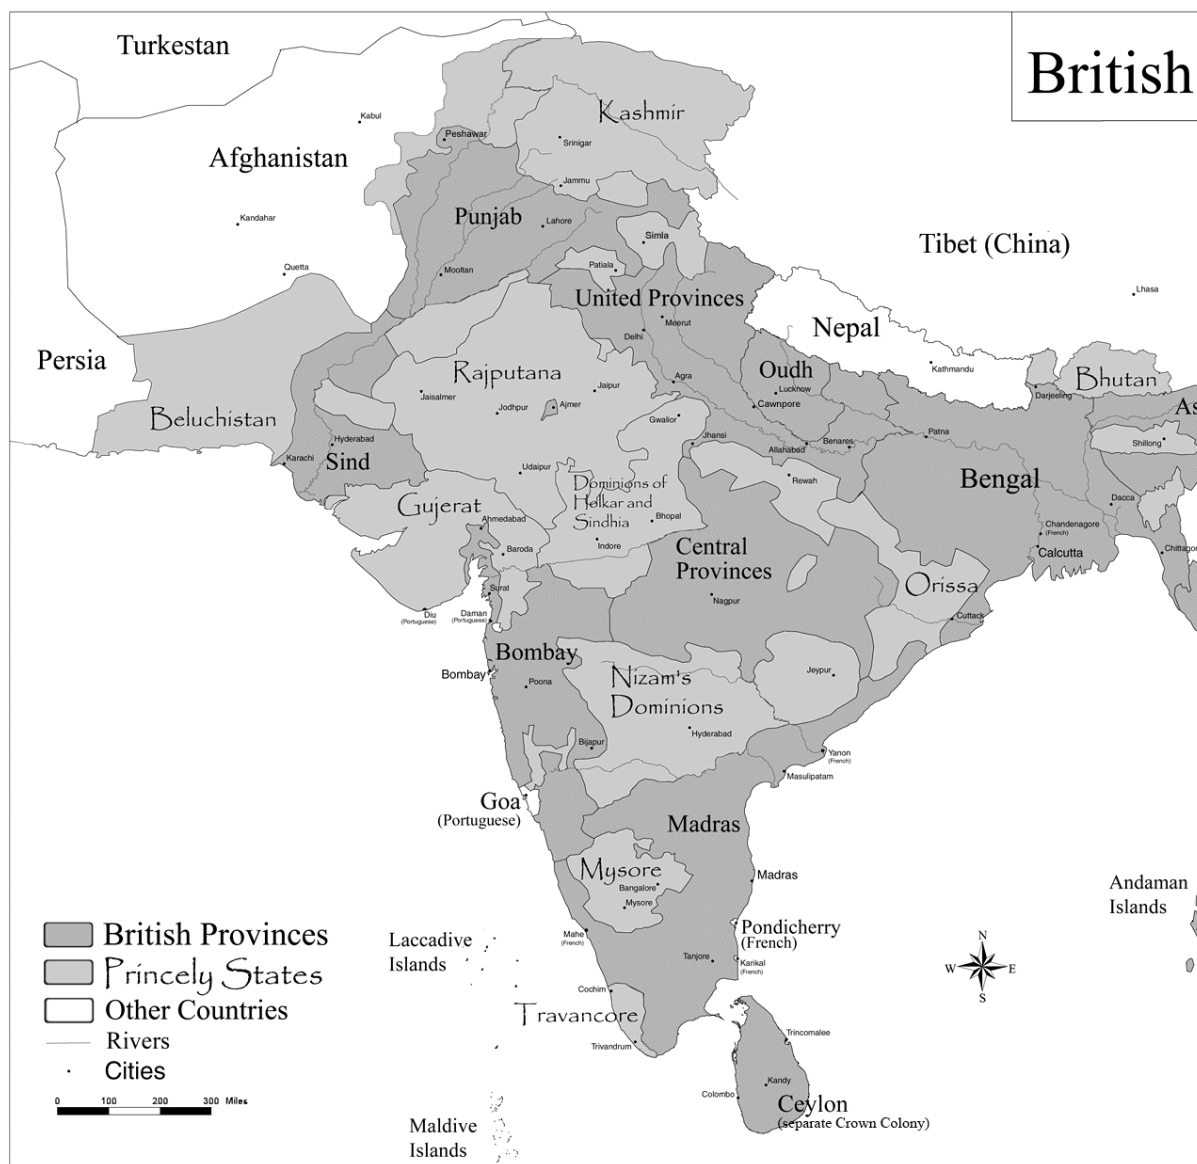 Turkestan
British
Kabul
Kashmir
Peshawar
Srinigar
Afghanistan
Jammu
Punjab
Kandahar
Lahore
Simla
Tibet (China)
Quetta
Mooltan
Patiala
Lhasa
United Provinces
Meerut
Nepal
Delhi
Persia
Kathmandu
Rajputana
Oudh
Bhutan
Agra
Jaipur
Lucknow
Darjeeling
Jaisalmer
Jodhpur
Ajmer
Cawnpore
As
Beluchistan
Gwalior
Hyderabad
Jhansi
Patna
Benares
Allahabad
Shillong
Karachi
Sind
Udaipur
Rewah
Bengal
Dominions of
Holkar and
Sindhia
Gujerat
Dacca
Ahmedabad
Bhopal
Chandenagore
(French)
Baroda
Indore
Central
Provinces
Calcutta
Chittagon
Surat
Orissa
Nagpur
Diu
(Portuguese)
Daman
(Portuguese)
Cuttack
Bombay
Bombay
Poona
Nizam's
Dominions
Jeypur
Hyderabad
Bijapur
Yanon
(French)
Masulipatam
Goa
(Portuguese)
Madras
Mysore
Bangalore
Mysore
Madras
Andaman
Islands
British Provinces
Princely States
Other Countries
Rivers
Cities
0 100 200 300 Miles
Laccadive
Islands
Mahe
(French)
Pondicherry
(French)
Tanjore
Karikal
(French)
N
W E
S
Cochim
Travancore
Trivandrum
Trincomalee
Kandy
Colombo
Ceylon
(separate Crown Colony)
Maldive
Islands